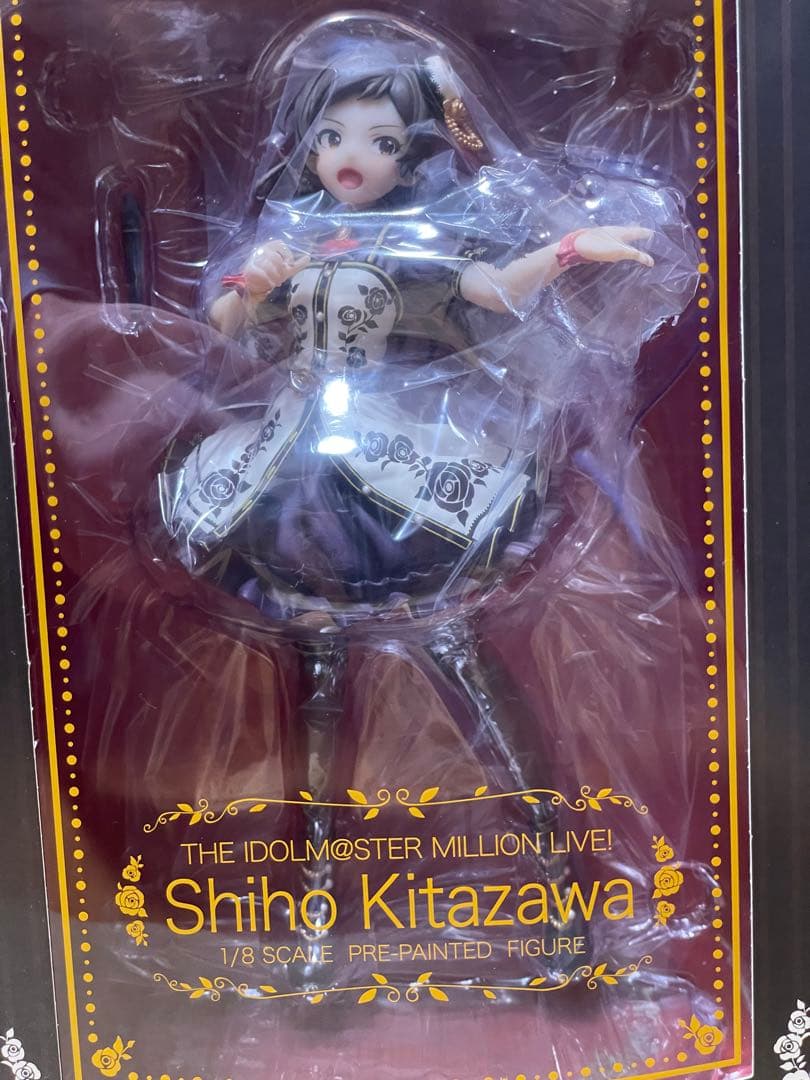 THE IDOLM@STER MILLION LIVE!
Shiho Kitazawa
1/8 SCALE PRE-PAINTED FIGURE